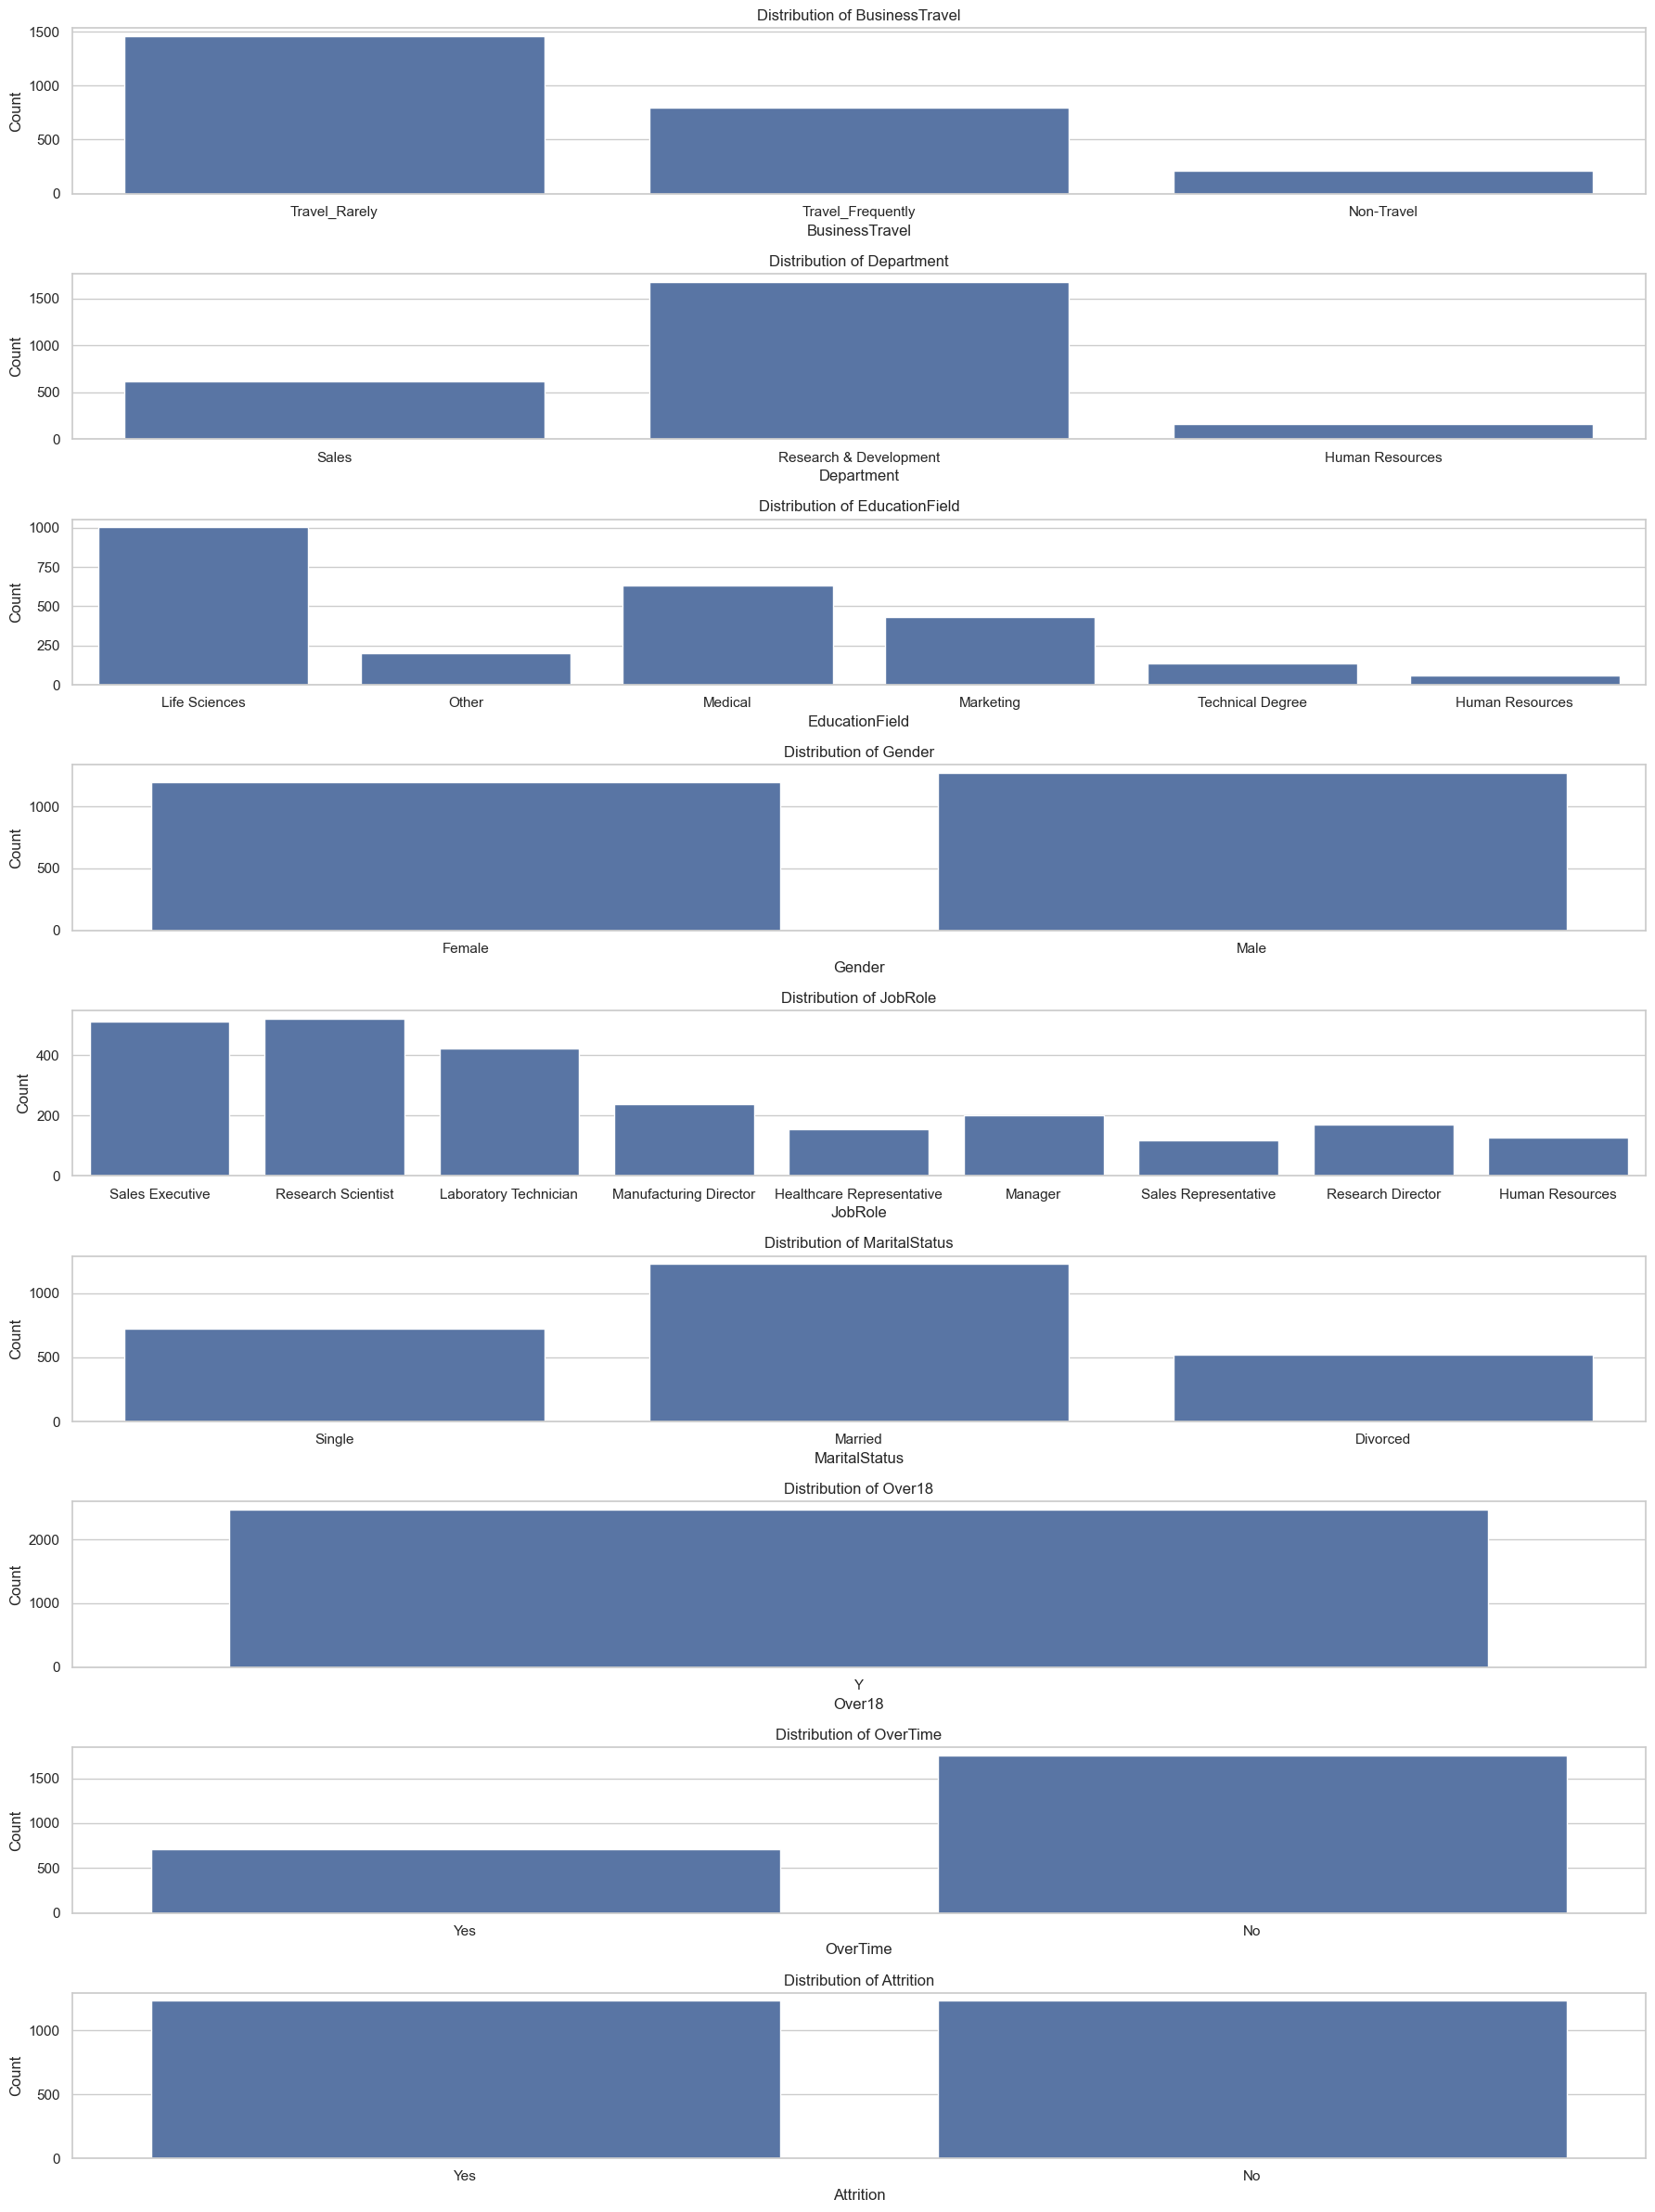 Distribution of BusinessTravel
1500
1000
500
0
Count
Travel_Rarely Travel_Frequently Non-Travel
BusinessTravel
Distribution of Department
1500
1000
500
0
Count
Sales Research & Development Human Resources
Department
Distribution of EducationField
1000
750
500
250
0
Count
Life Sciences Other Medical Marketing Technical Degree Human Resources
EducationField
Distribution of Gender
1000
500
0
Count
Female Male
Gender
Distribution of JobRole
400
200
0
Count
Sales Executive Research Scientist Laboratory Technician Manufacturing Director Healthcare Representative Manager Sales Representative Research Director Human Resources
JobRole
Distribution of MaritalStatus
1000
500
0
Count
Single Married Divorced
MaritalStatus
Distribution of Over18
2000
1000
0
Count
Y
Over18
Distribution of OverTime
1500
1000
500
0
Count
Yes No
OverTime
Distribution of Attrition
1000
500
0
Count
Yes No
Attrition